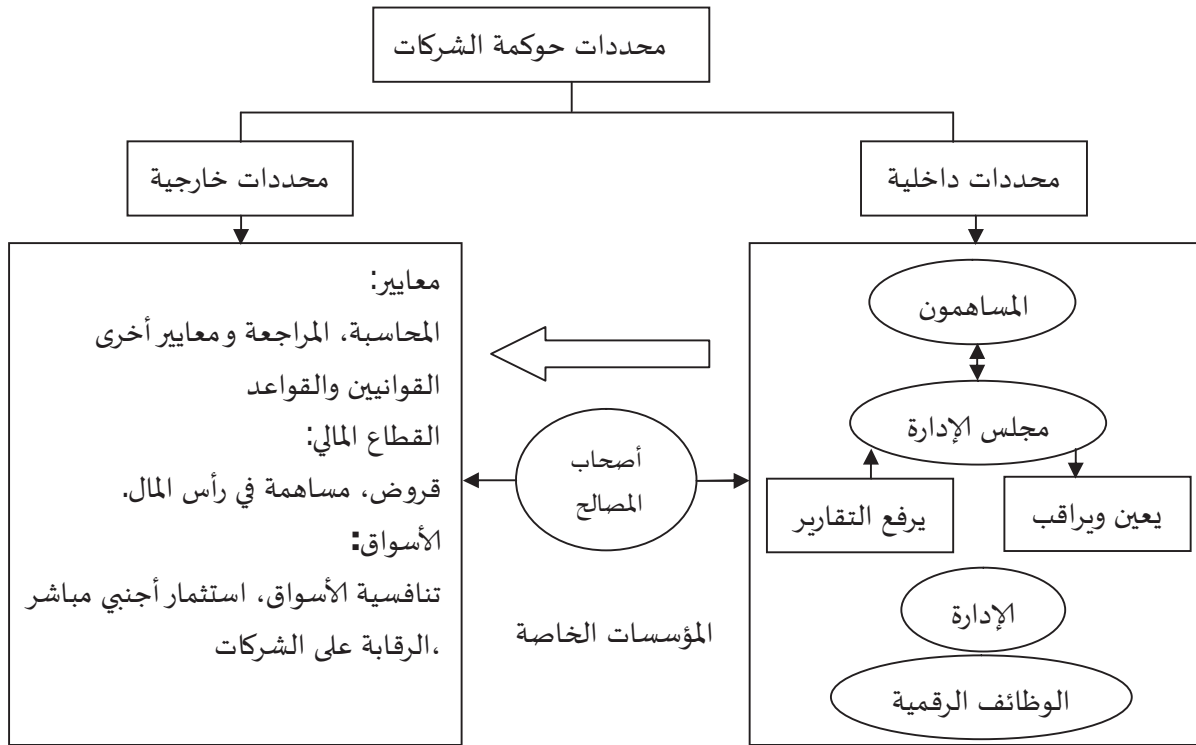 محددات حوكمة الشركات
محددات داخلية
محددات خارجية
المساهمون
مجلس الإدارة
يعين ويراقب
يرفع التقارير
الإدارة
الوظائف الرقمية
أصحاب
المصالح
المؤسسات الخاصة
معايير:
المحاسبة، المراجعة ومعايير أخرى
القوانيين والقواعد
القطاع المالي:
قروض، مساهمة في رأس المال.
الأسواق:
تنافسية الأسواق، استثمار أجنبي مباشر
،الرقابة على الشركات